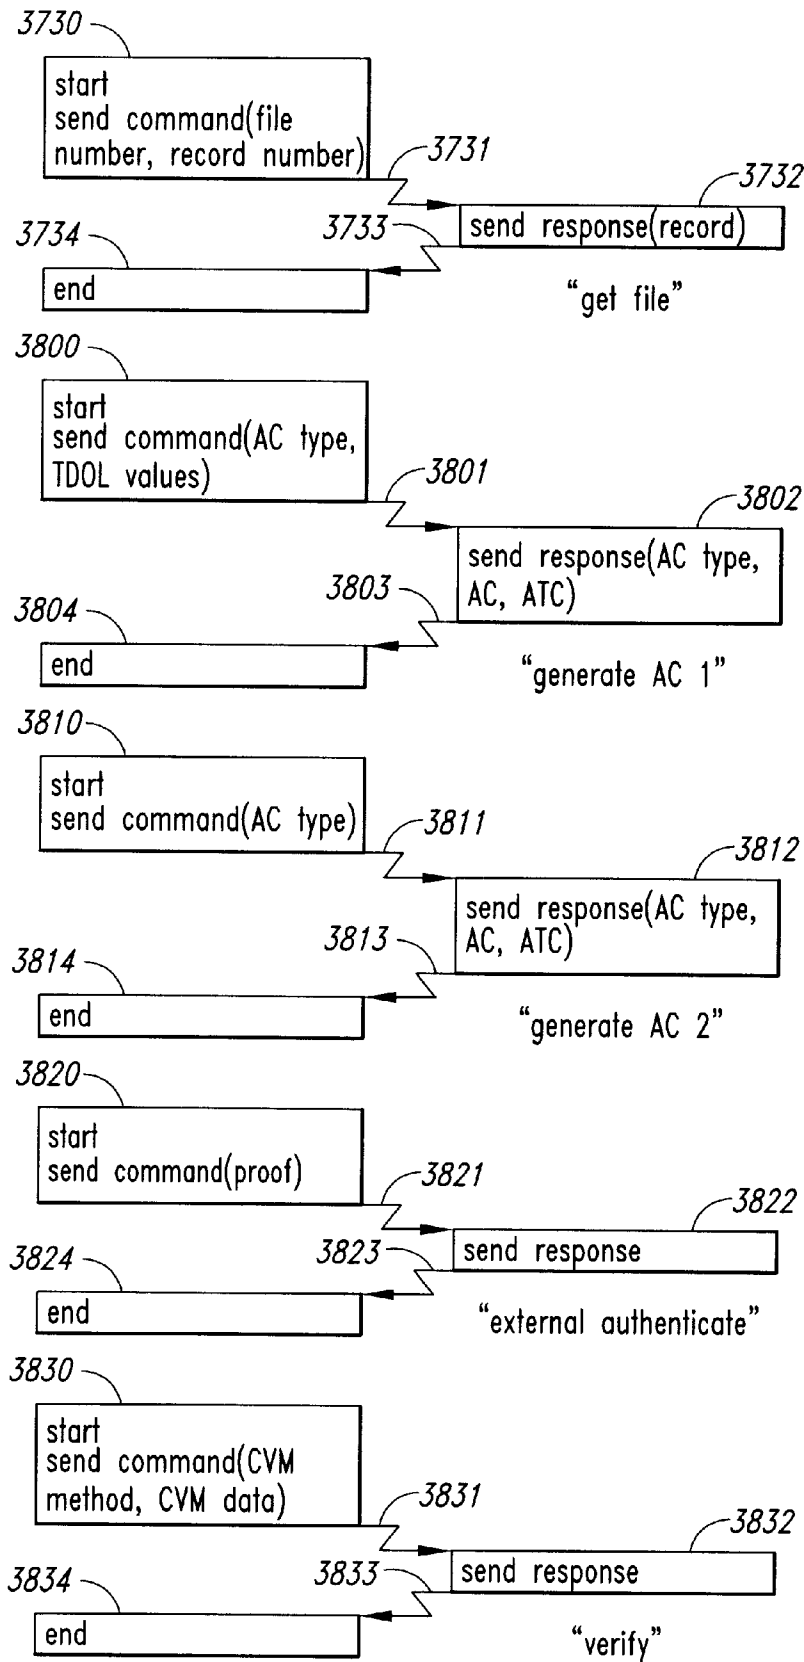 3730
start
send command(file
number, record number)
3731
3732
send response(record)
3733
3734
end
“get file”
3800
start
send command(AC type,
TDOL values)
3801
3802
send response(AC type,
AC, ATC)
3803
3804
end
“generate AC 1”
3810
start
send command(AC type)
3811
3812
send response(AC type,
AC, ATC)
3813
3814
end
“generate AC 2”
3820
start
send command(proof)
3821
3822
send response
3823
3824
end
“external authenticate”
3830
start
send command(CVM
method, CVM data)
3831
3832
send response
3833
3834
end
“verify”